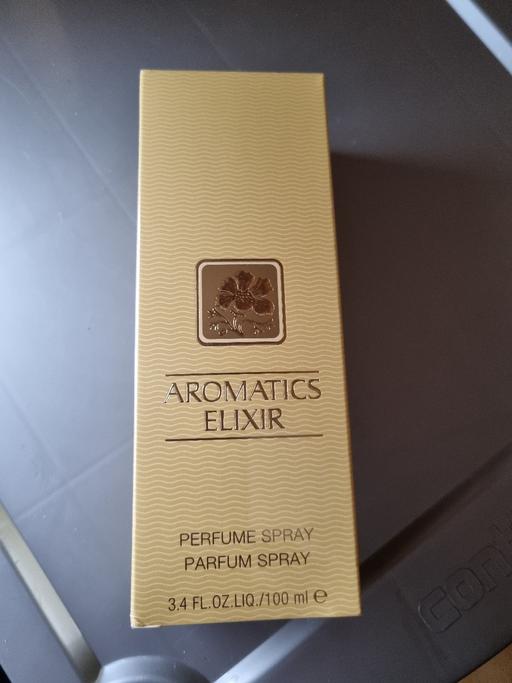 AROMATICS
ELIXIR
PERFUME SPRAY
PARFUM SPRAY
3.4 FL.OZ.LIQ./100 ml ℮